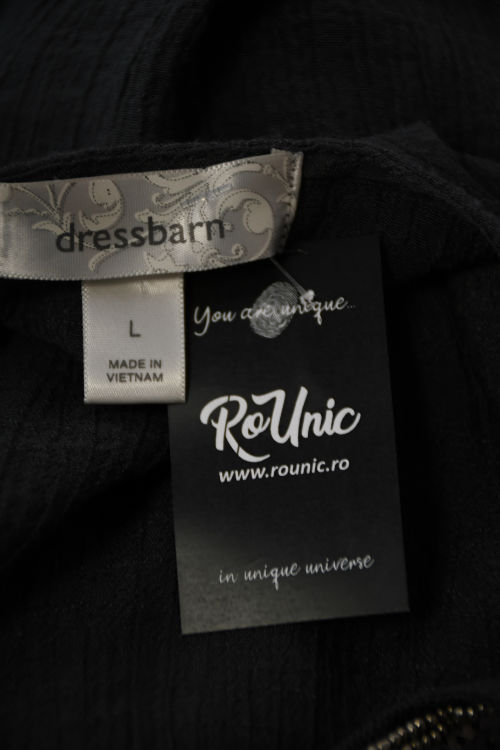 dressbarn
L
MADE IN
VIETNAM
You are unique...
RoUnic
www.rounic.ro
in unique universe